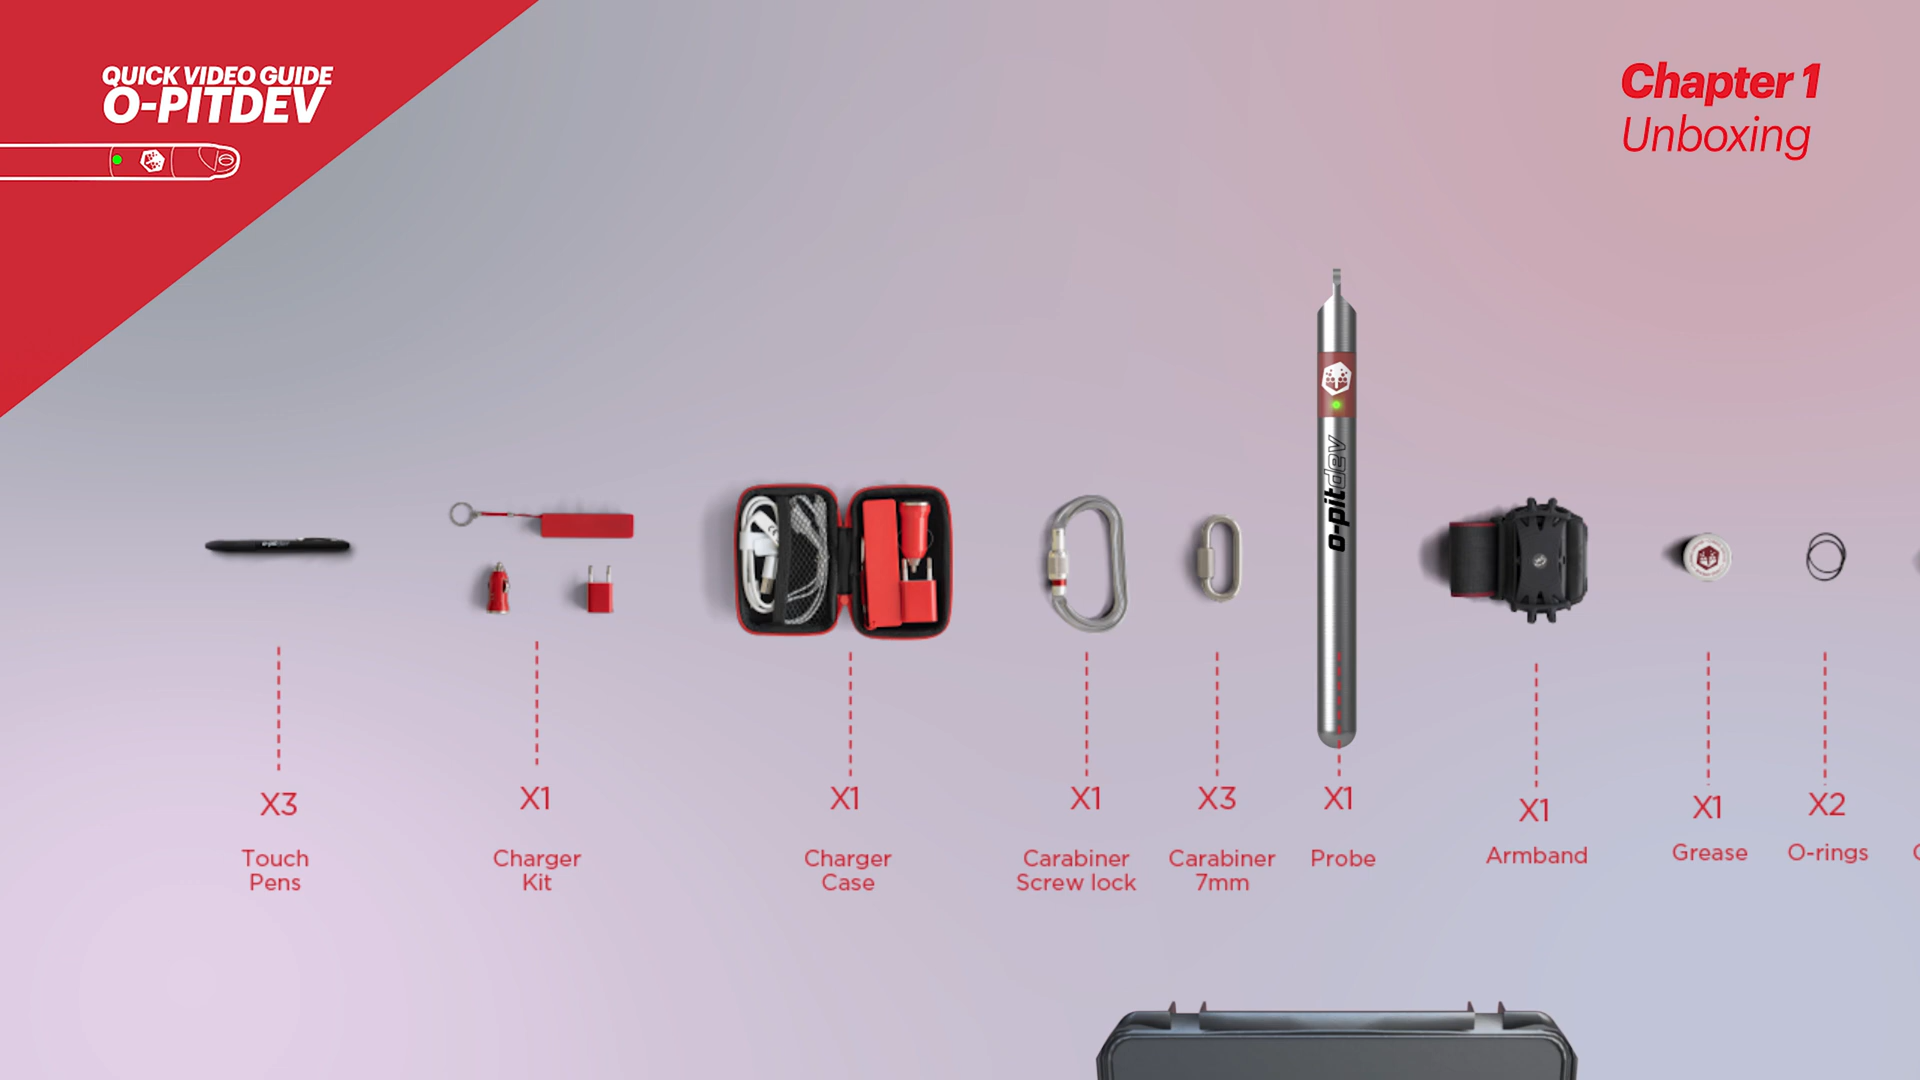 QUICK VIDEO GUIDE
O-PITDEV
Chapter 1
Unboxing
o-pitdev
o-pitdev
X3
Touch
Pens
X1
Charger
Kit
X1
Charger
Case
X1
Carabiner
Screw lock
X3
Carabiner
7mm
X1
Probe
X1
Armband
X1
Grease
X2
O-rings